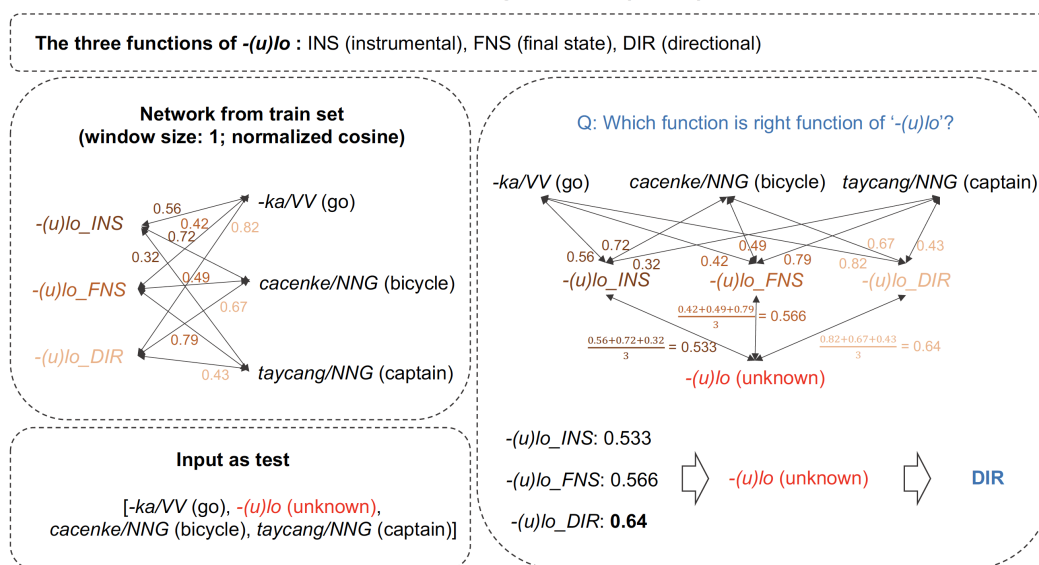 The three functions of -(u)lo : INS (instrumental), FNS (final state), DIR (directional)
Network from train set
(window size: 1; normalized cosine)
-(u)lo_INS
-(u)lo_FNS
-(u)lo_DIR
0.56
0.42
0.82
0.72
0.32
0.49
0.67
0.79
0.43
-ka/VV (go)
cacenke/NNG (bicycle)
taycang/NNG (captain)
Input as test
[-ka/VV (go), -(u)lo (unknown),
cacenke/NNG (bicycle), taycang/NNG (captain)]
Q: Which function is right function of ‘-(u)lo’?
-ka/VV (go) cacenke/NNG (bicycle) taycang/NNG (captain)
0.56 0.72 0.32 0.42 0.49 0.79 0.82 0.67 0.43
-(u)lo_INS -(u)lo_FNS -(u)lo_DIR
0.42+0.49+0.79/3 = 0.566
0.56+0.72+0.32/3 = 0.533
0.82+0.67+0.43/3 = 0.64
-(u)lo (unknown)
-(u)lo_INS: 0.533
-(u)lo_FNS: 0.566
-(u)lo_DIR: 0.64
-(u)lo (unknown)
DIR